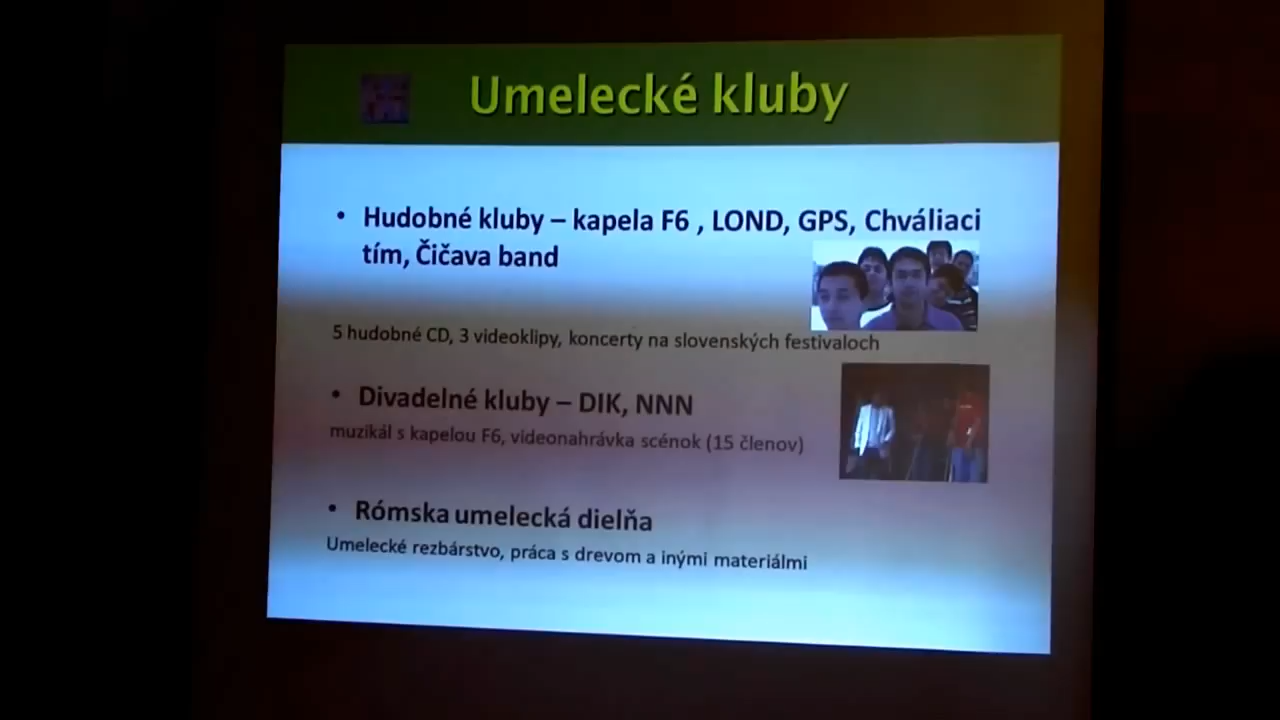 Umelecké kluby
• Hudobné kluby – kapela F6 , LOND, GPS, Chváliaci
tím, Čičava band
5 hudobné CD, 3 videoklipy, koncerty na slovenských festivaloch
• Divadelné kluby – DIK, NNN
muzikál s kapelou F6, videonahrávka scénok (15 členov)
• Rómska umelecká dielňa
Umelecké rezbárstvo, práca s drevom a inými materiálmi